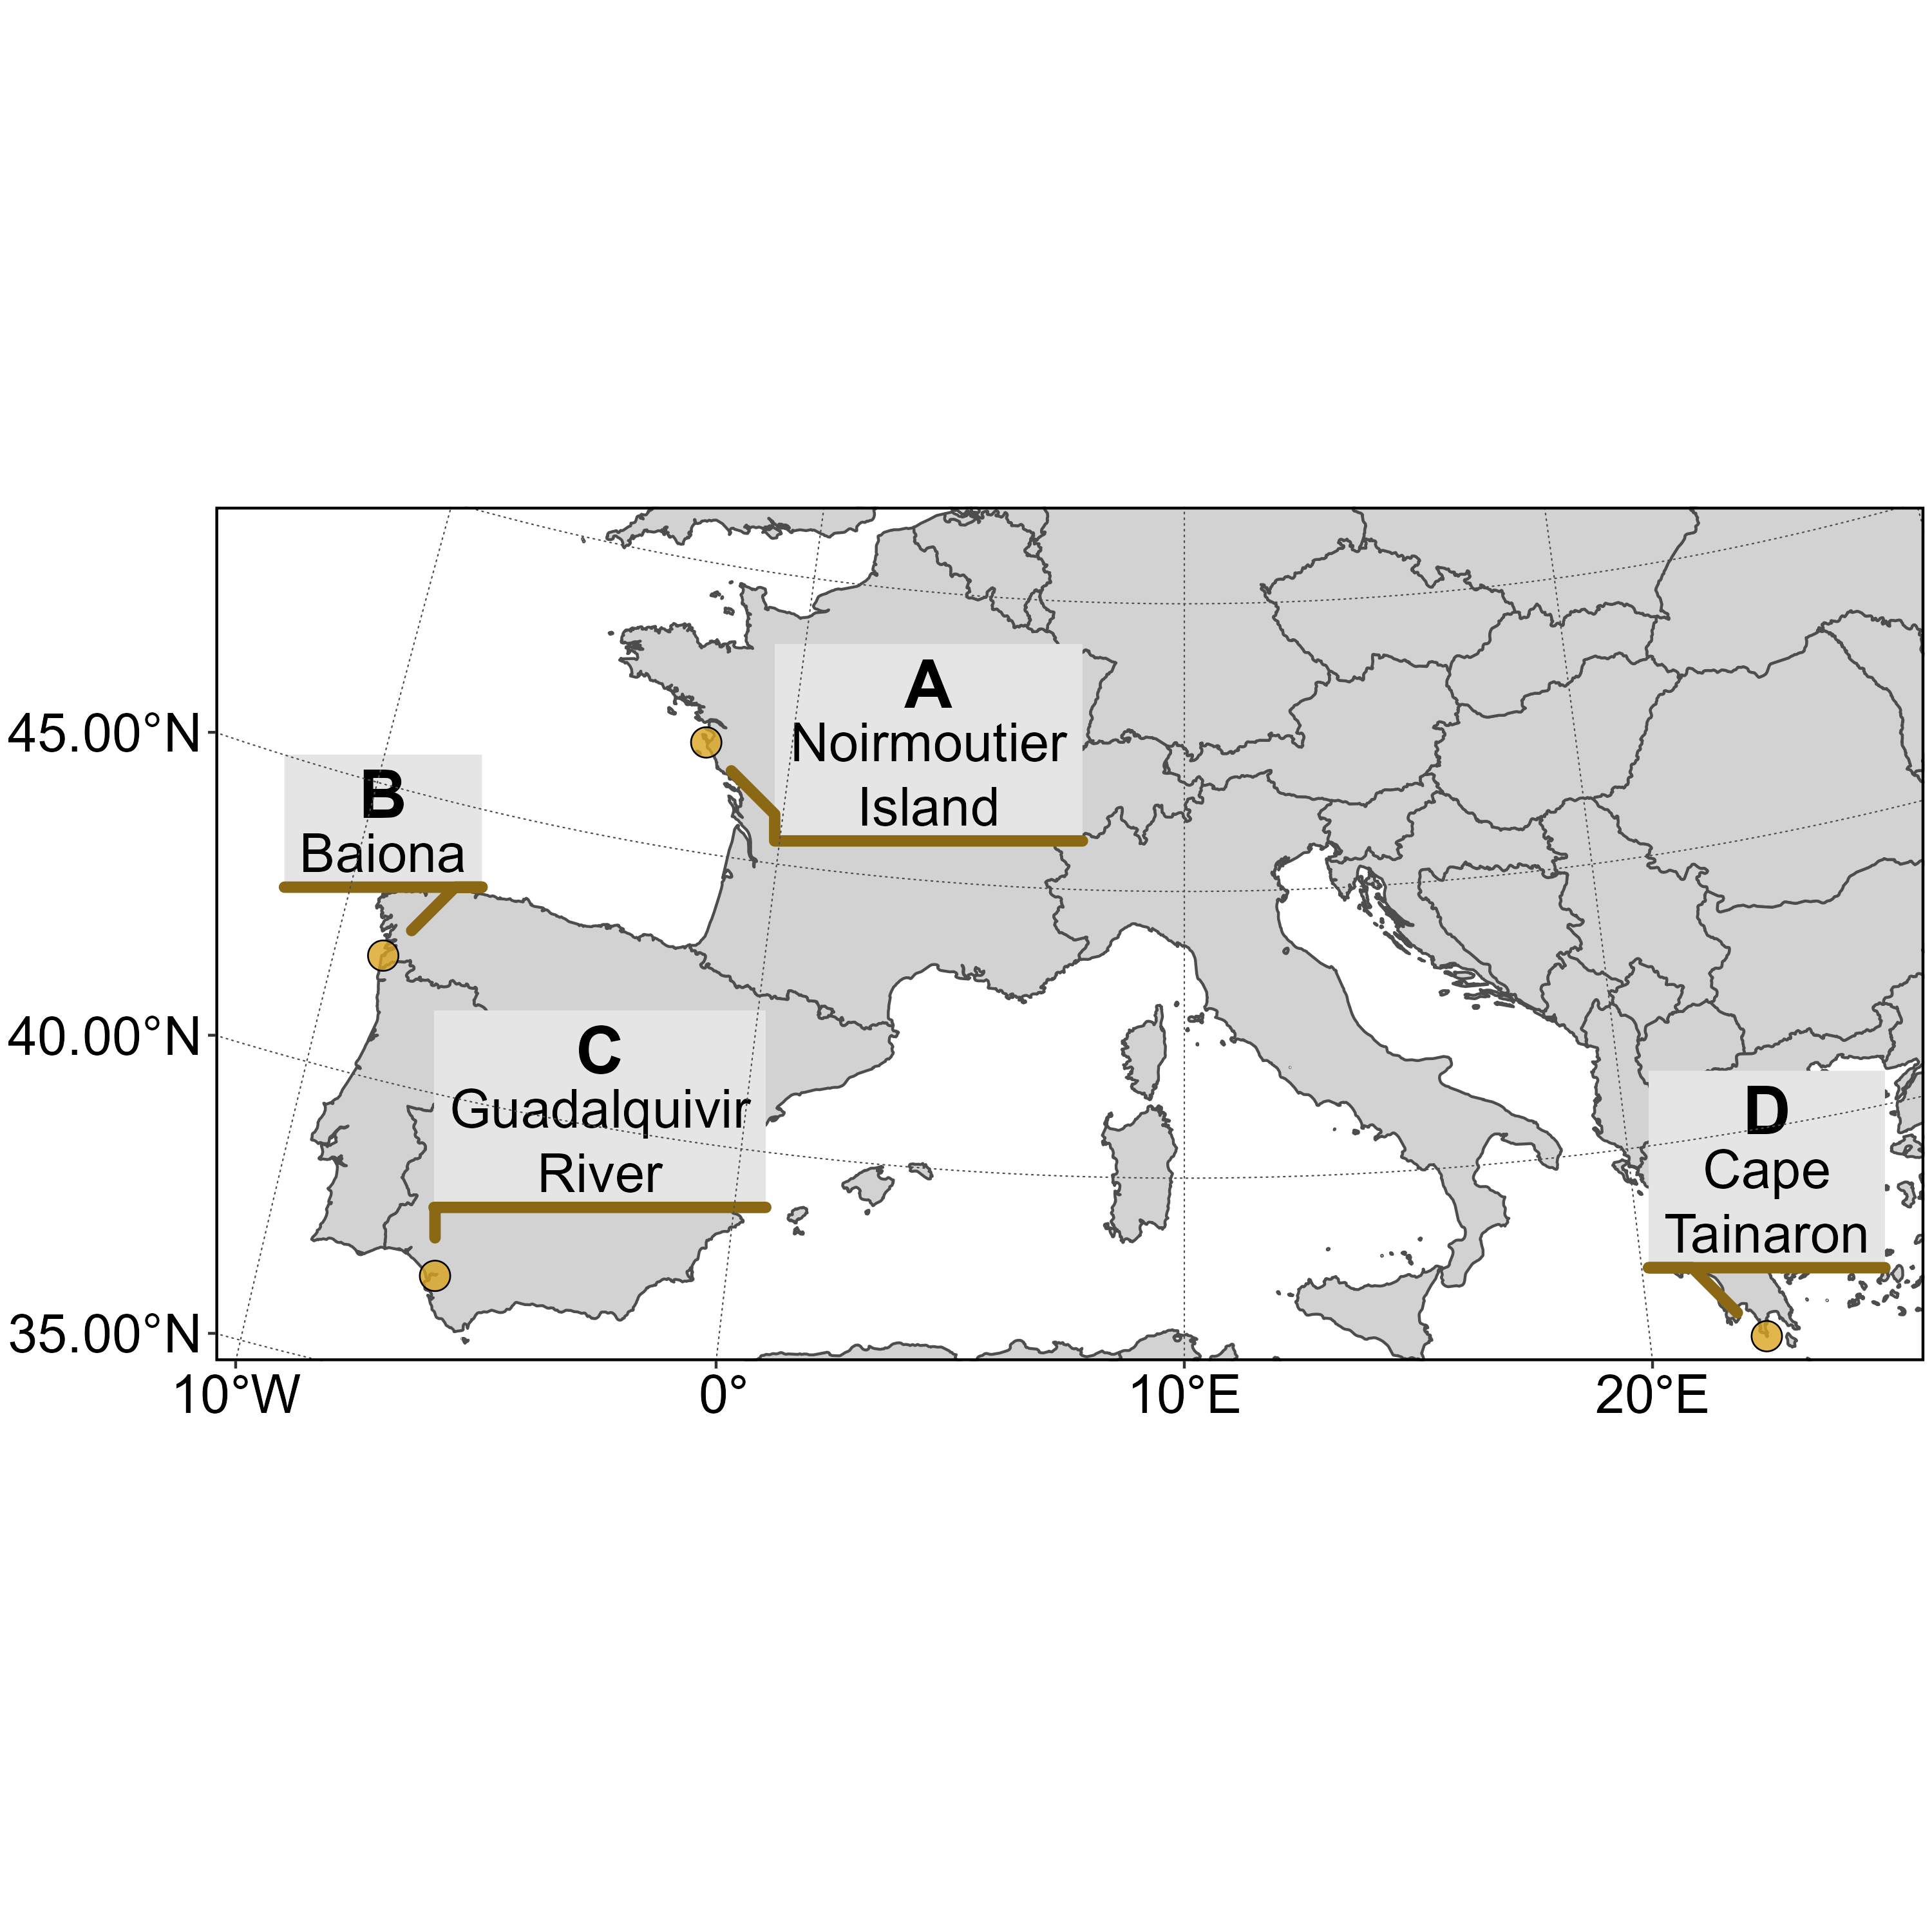 A
Noirmoutier
Island
B
Baiona
C
Guadalquivir
River
D
Cape
Tainaron
45.00°N
40.00°N
35.00°N
10°W
0°
10°E
20°E